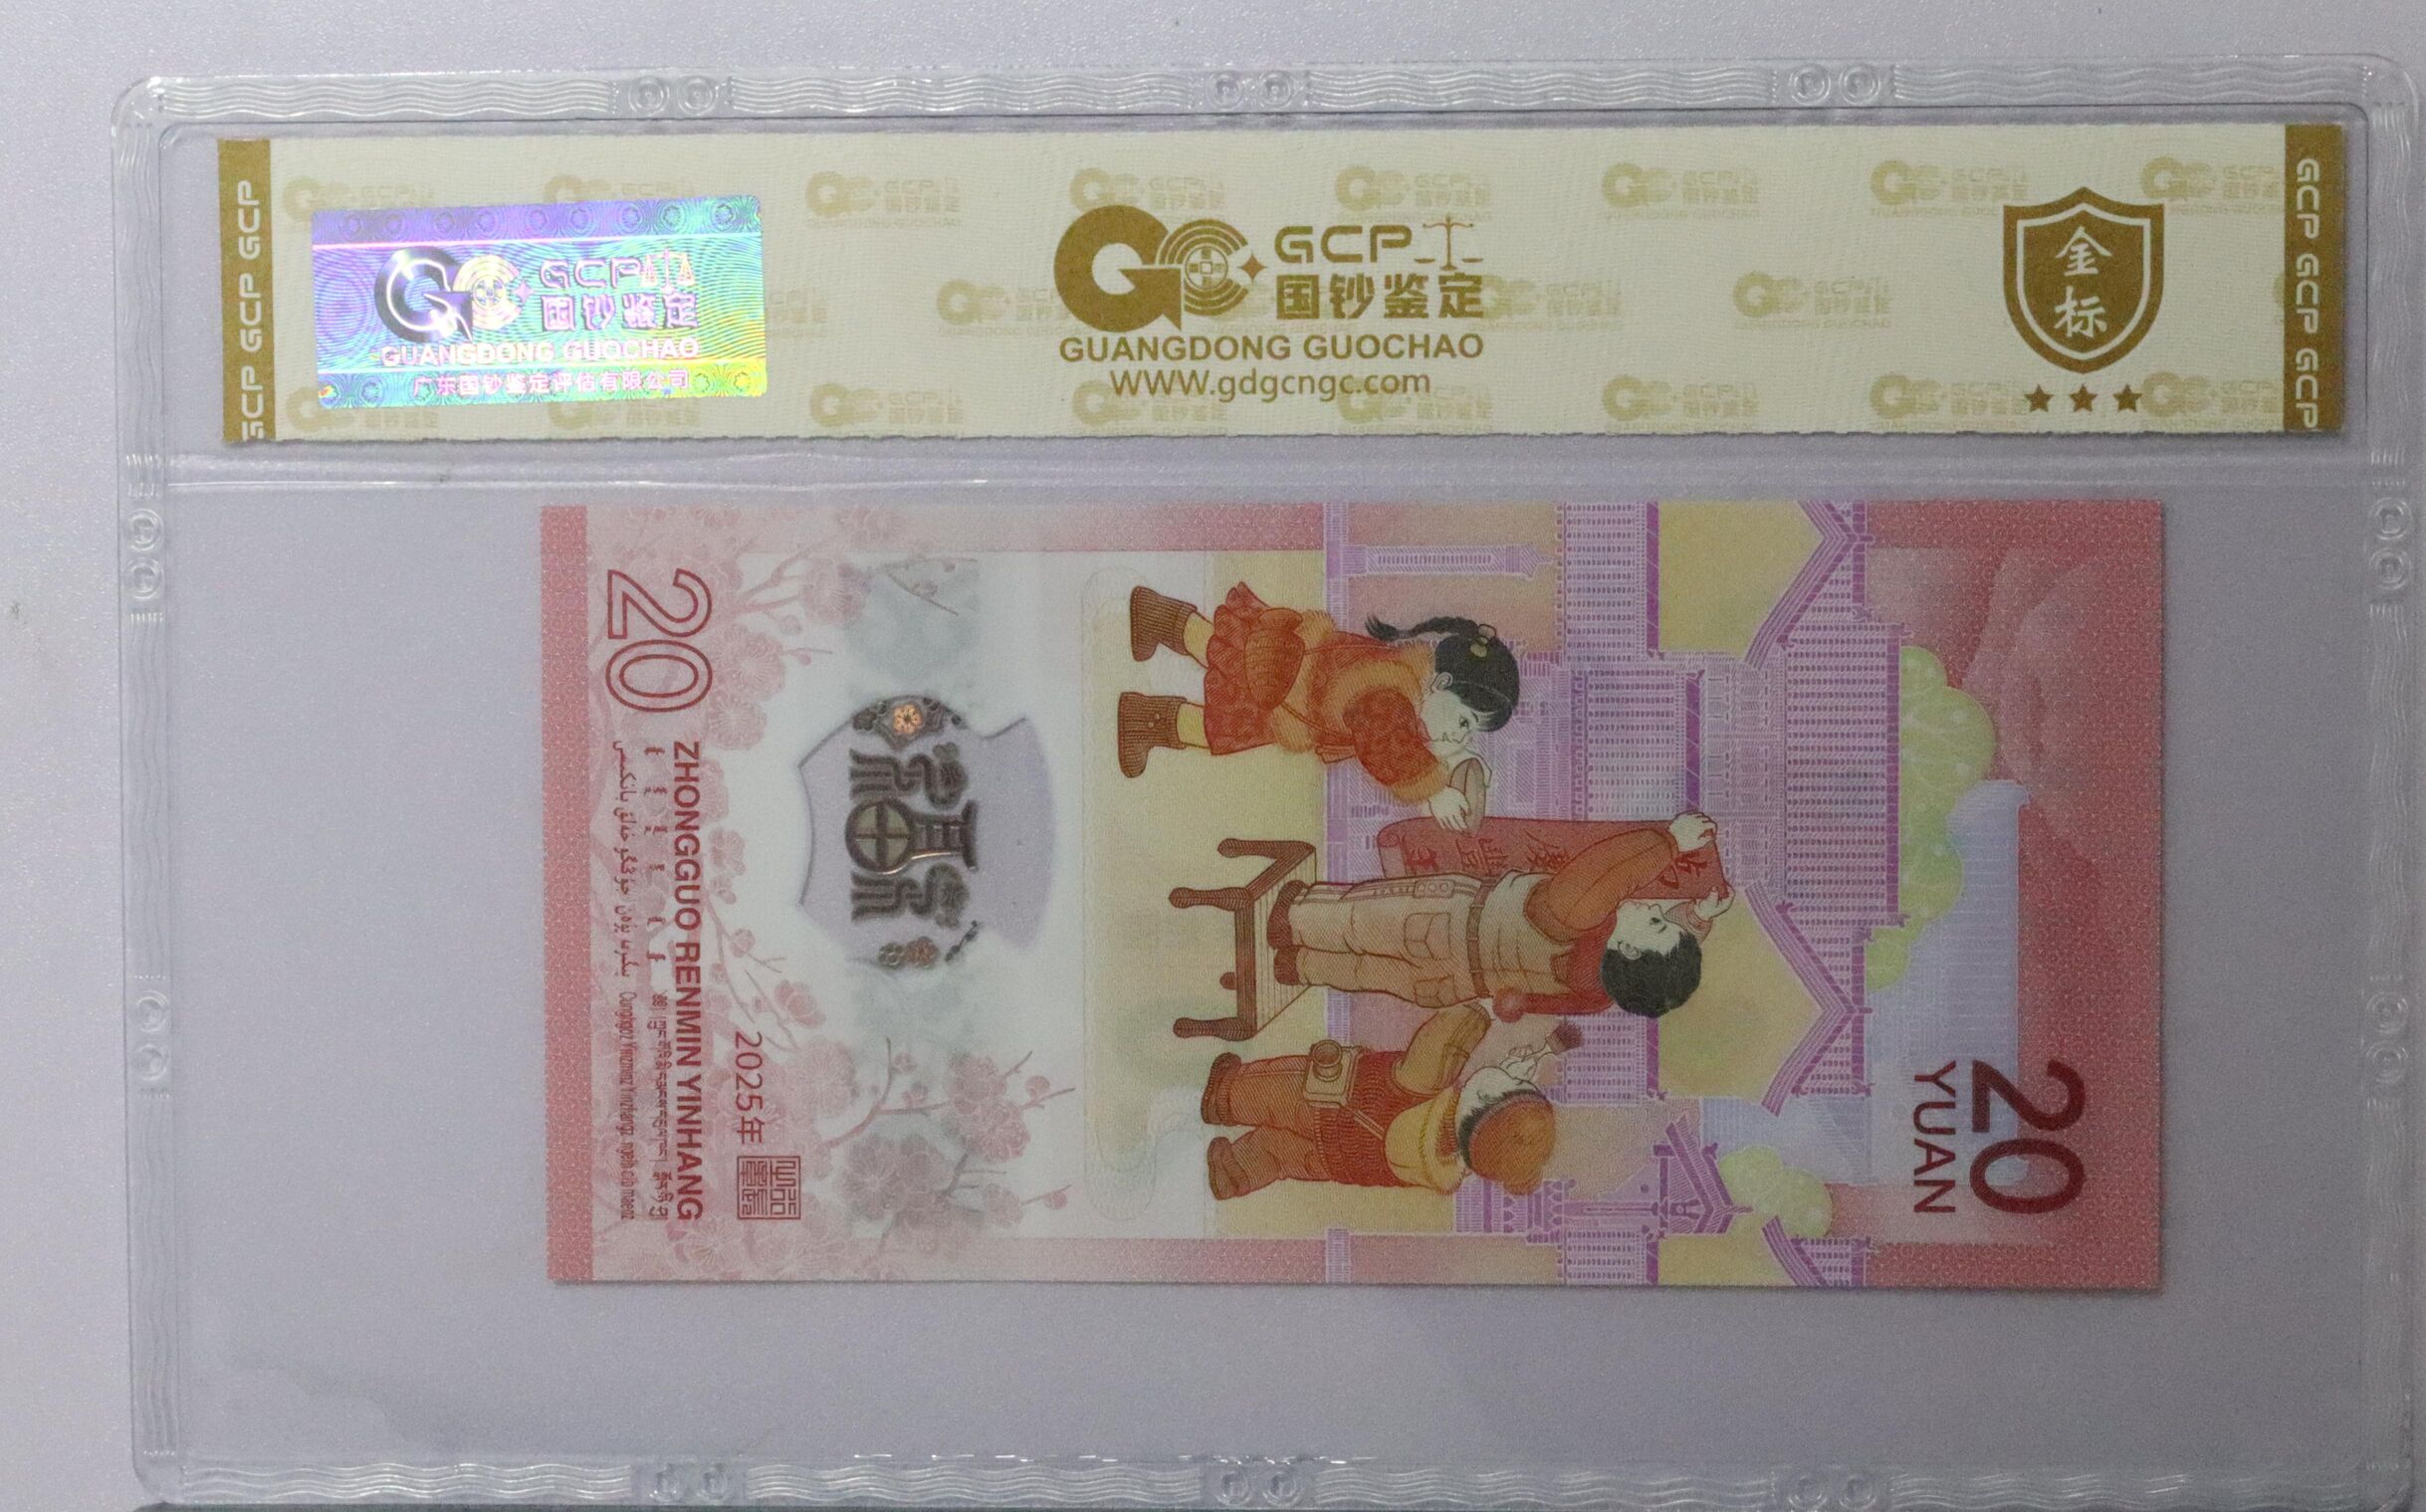 GCP GCP GCP
GCP
国钞鉴定
GUANGDONG GUOCHAO
广东国钞鉴定评估有限公司
GCP
国钞鉴定
GUANGDONG GUOCHAO
WWW.gdgcngc.com
金
标
GCP GCP GCP
20
YUAN
2025年
ZHONGGUO RENMIN YINHANG
20